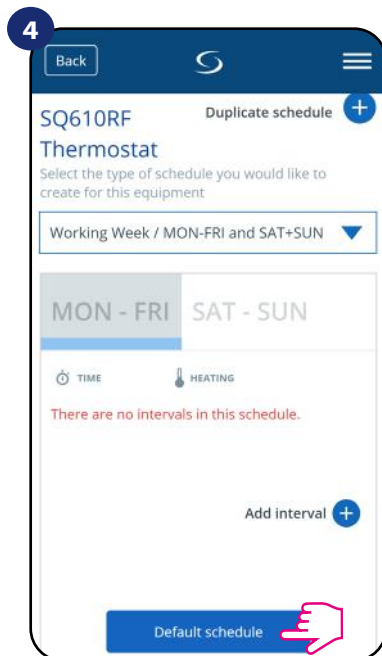 4
Back
SQ610RF
Thermostat
Duplicate schedule
Select the type of schedule you would like to
create for this equipment
Working Week / MON-FRI and SAT+SUN
MON - FRI SAT - SUN
TIME HEATING
There are no intervals in this schedule.
Add interval
Default schedule